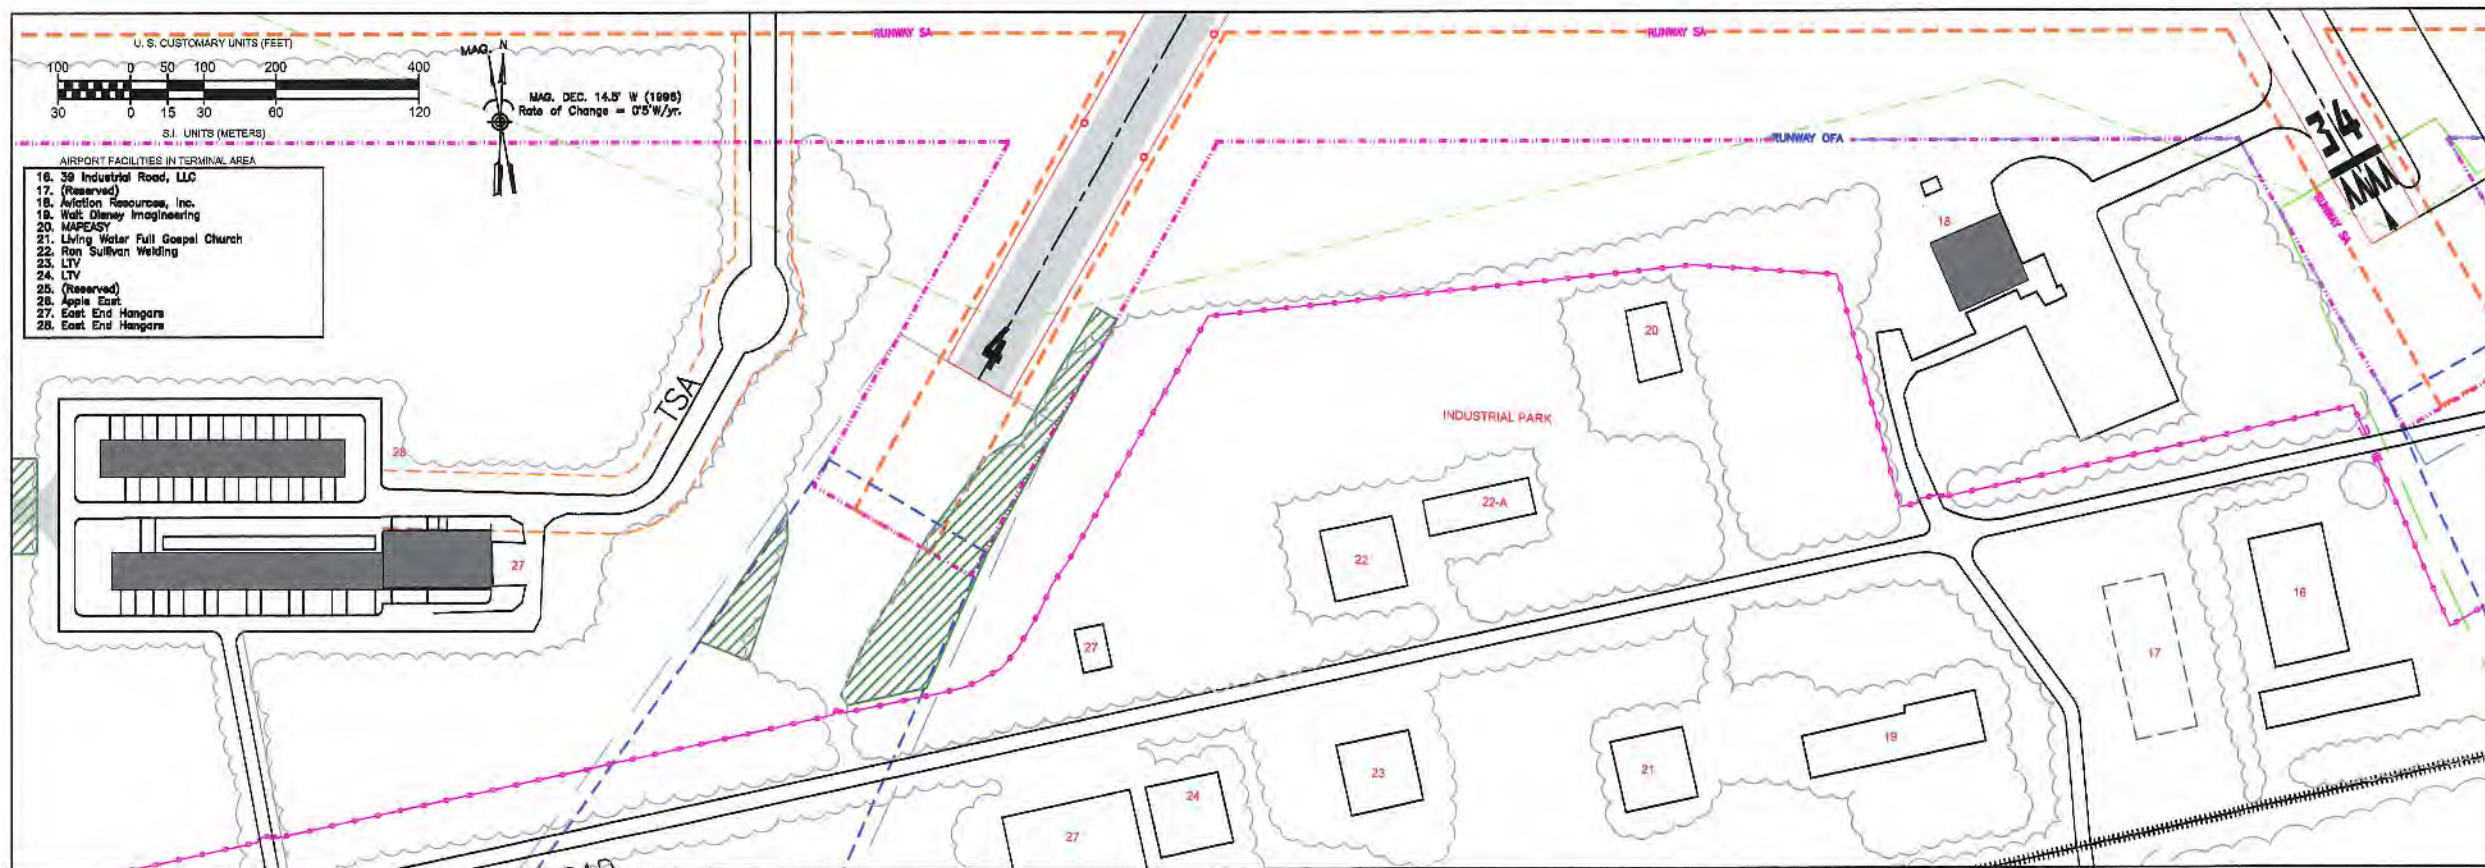 U. S. CUSTOMARY UNITS (FEET)
100 0 50 100 200 400
30 0 15 30 60 120
S.I. UNITS (METERS)
MAG. N
MAG. DEC. 14.5° W (1996)
Rate of Change = 0'5'W/yr.
AIRPORT FACILITIES IN TERMINAL AREA
16. 39 Industrial Road, LLC
17. (Reserved)
18. Aviation Resources, Inc.
19. Walt Disney Imagineering
20. MAPEASY
21. Living Water Full Gospel Church
22. Ron Sullivan Welding
23. LTV
24. LTV
25. (Reserved)
26. Apple East
27. East End Hangars
28. East End Hangars
RUNWAY SA
RUNWAY SA
RUNWAY OFA
34
RUNWAY SA
18
20
4
TSA
28
INDUSTRIAL PARK
22-A
22
27
16
17
27
19
21
23
24
27